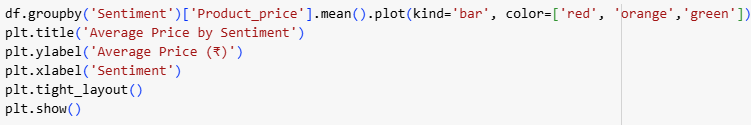 df.groupby('Sentiment')['Product_price'].mean().plot(kind='bar', color=['red', 'orange','green'])
plt.title('Average Price by Sentiment')
plt.ylabel('Average Price (₹)')
plt.xlabel('Sentiment')
plt.tight_layout()
plt.show()